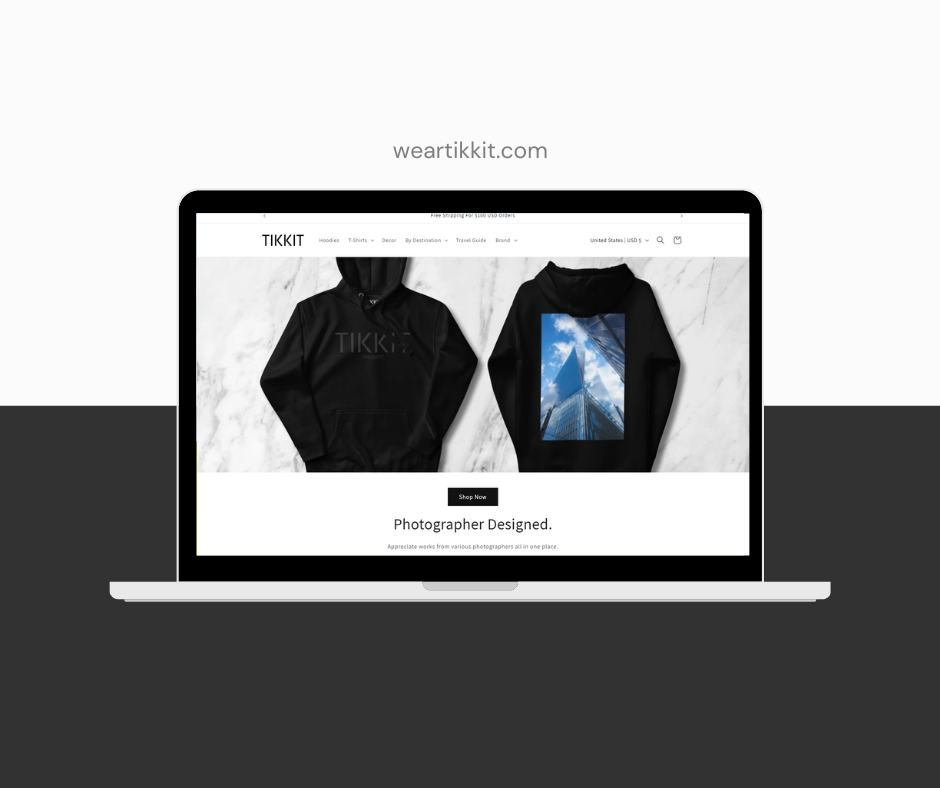 weartikkit.com
Free Shipping For $100 USD Orders
TIKKIT Hoodies T-Shirts Decor By Destination Travel Guide Brand United States | USD $
TIKKIT
Shop Now
Photographer Designed.
Appreciate works from various photographers all in one place.